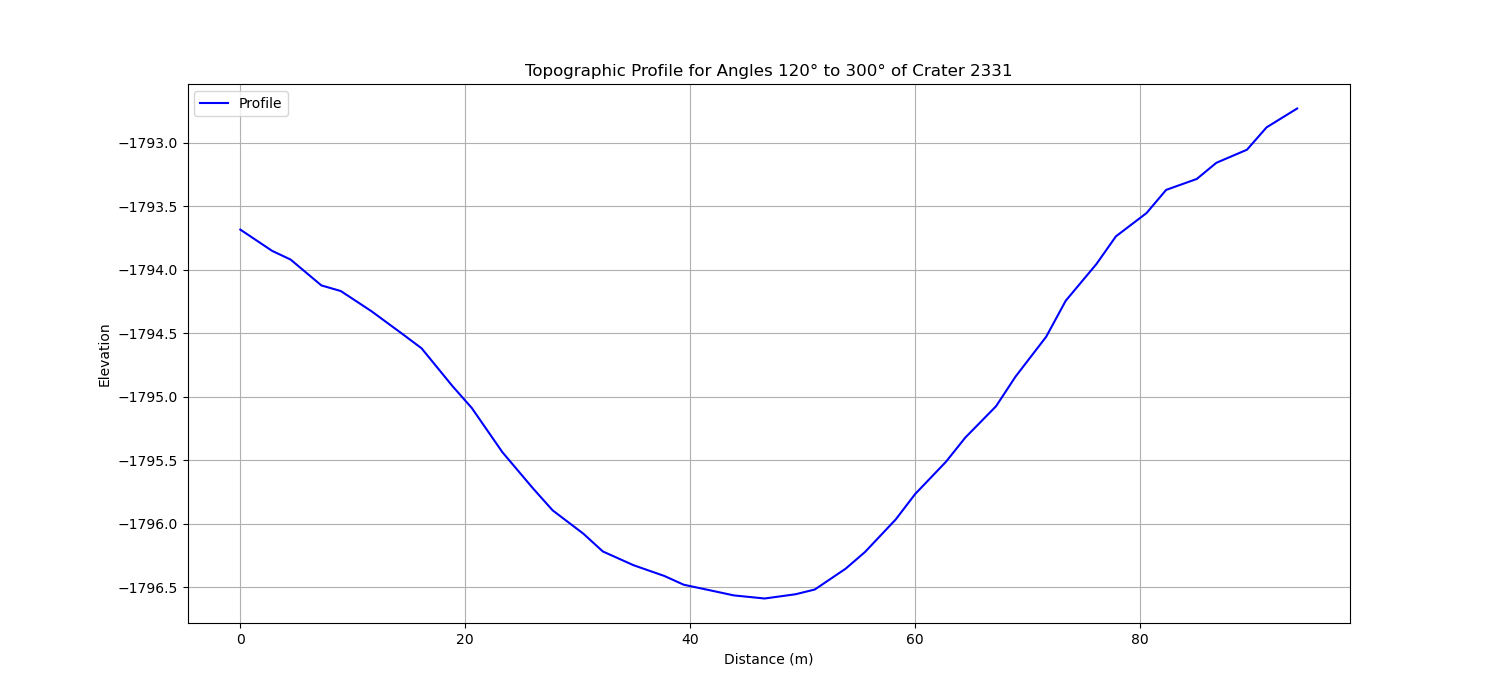 Topographic Profile for Angles 120° to 300° of Crater 2331
Profile
−1793.0
−1793.5
−1794.0
−1794.5
−1795.0
−1795.5
−1796.0
−1796.5
Elevation
0 20 40 60 80
Distance (m)